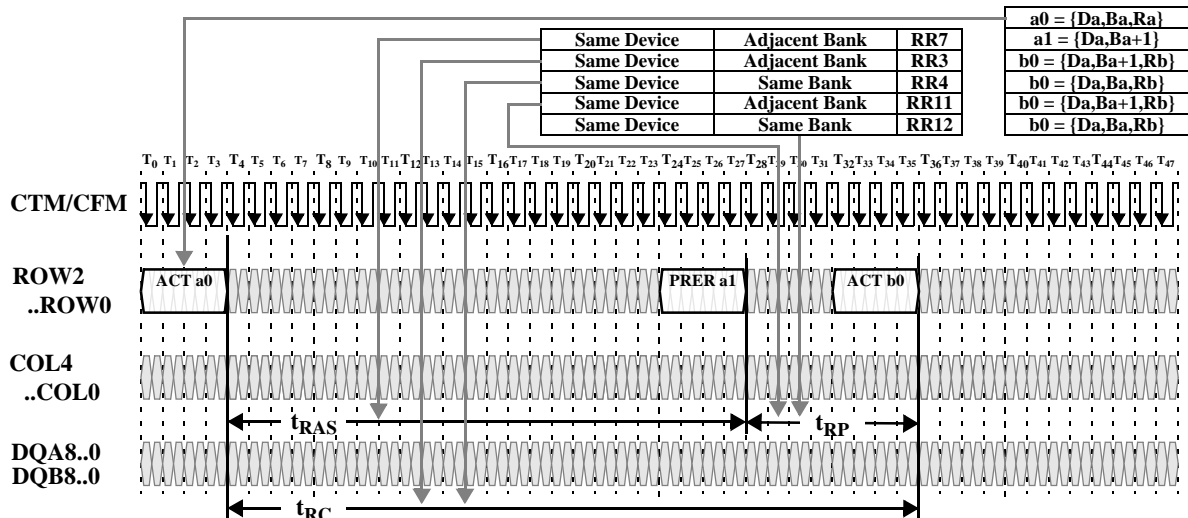 a0 = {Da,Ba,Ra}
Same Device Adjacent Bank RR7 a1 = {Da,Ba+1}
Same Device Adjacent Bank RR3 b0 = {Da,Ba+1,Rb}
Same Device Same Bank RR4 b0 = {Da,Ba,Rb}
Same Device Adjacent Bank RR11 b0 = {Da,Ba+1,Rb}
Same Device Same Bank RR12 b0 = {Da,Ba,Rb}
T0 T1 T2 T3 T4 T5 T6 T7 T8 T9 T10 T11 T12 T13 T14 T15 T16 T17 T18 T19 T20 T21 T22 T23 T24 T25 T26 T27 T28 T29 T30 T31 T32 T33 T34 T35 T36 T37 T38 T39 T40 T41 T42 T43 T44 T45 T46 T47
CTM/CFM
ROW2 ACT a0 PRER a1 ACT b0
..ROW0
COL4
..COL0
tRAS tRP
DQA8..0
DQB8..0
tRC